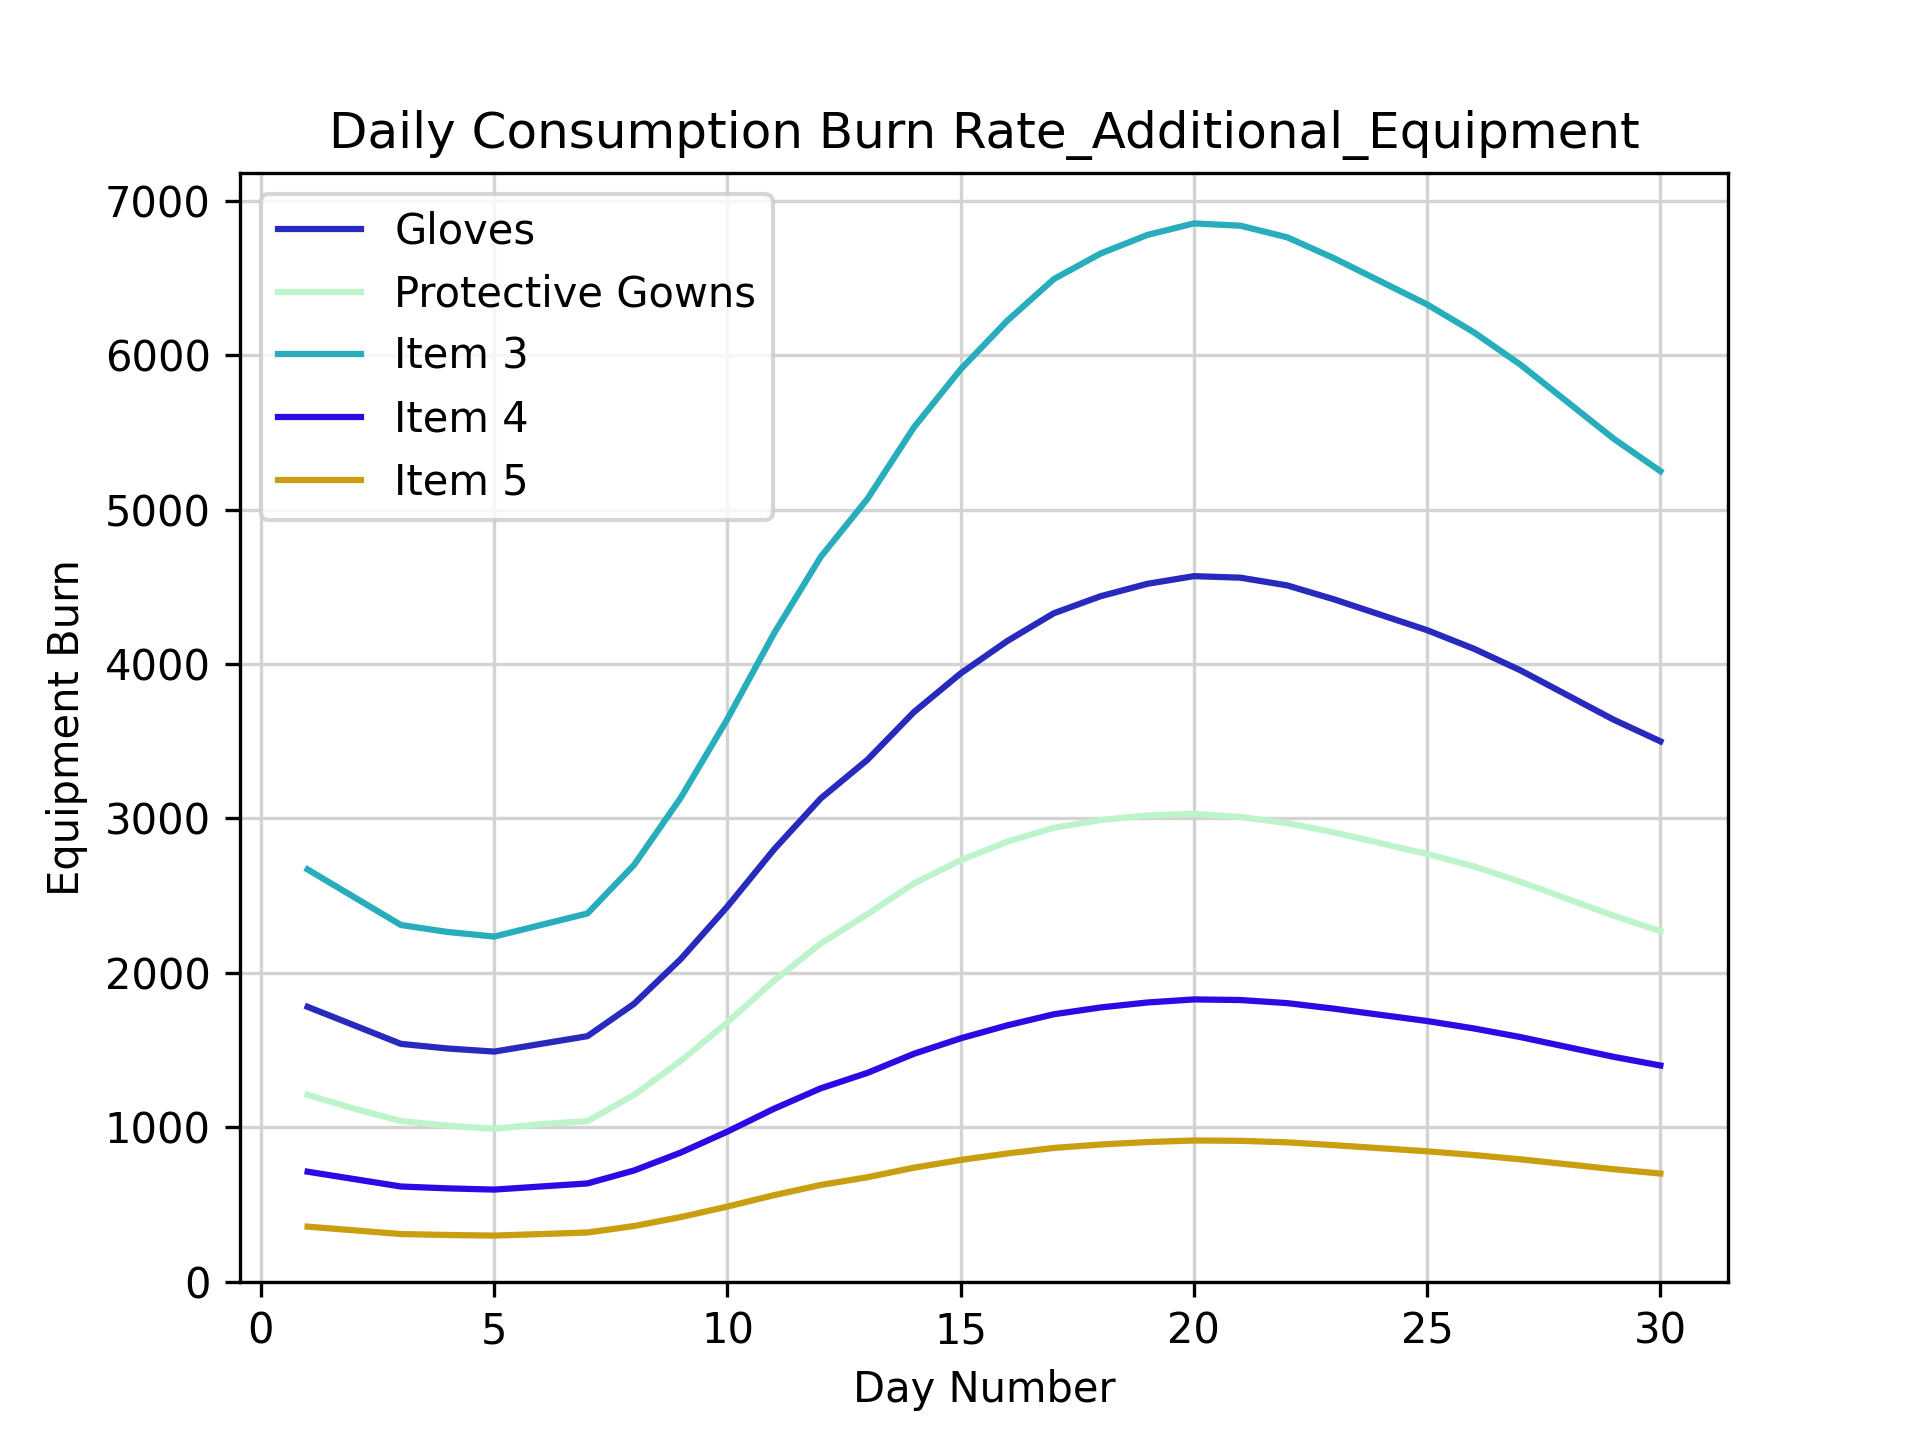 Daily Consumption Burn Rate_Additional_Equipment
7000
6000
5000
4000
3000
2000
1000
0
Equipment Burn
Gloves
Protective Gowns
Item 3
Item 4
Item 5
0 5 10 15 20 25 30
Day Number